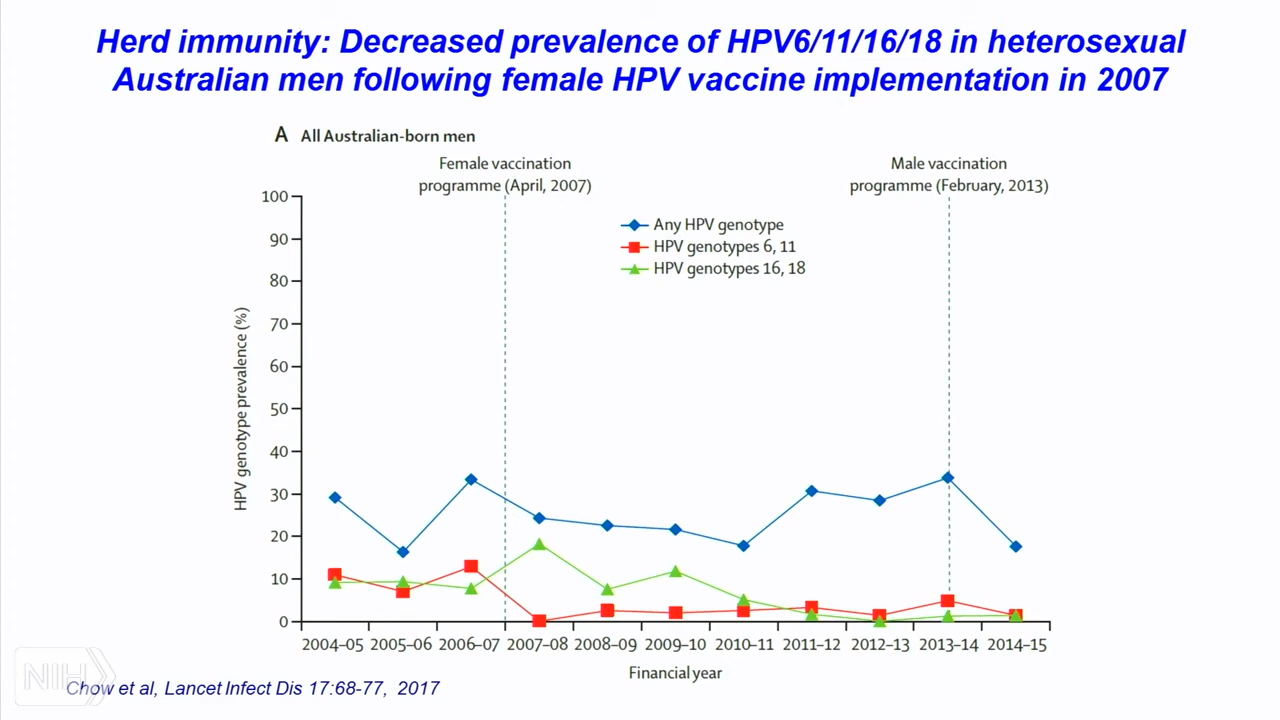 Herd immunity: Decreased prevalence of HPV6/11/16/18 in heterosexual
Australian men following female HPV vaccine implementation in 2007
A All Australian-born men
Female vaccination
programme (April, 2007)
Male vaccination
programme (February, 2013)
Any HPV genotype
HPV genotypes 6, 11
HPV genotypes 16, 18
HPV genotype prevalence (%)
100
90
80
70
60
50
40
30
20
10
0
2004–05 2005–06 2006–07 2007–08 2008–09 2009–10 2010–11 2011–12 2012–13 2013–14 2014–15
Financial year
NIH
Chow et al, Lancet Infect Dis 17:68-77, 2017